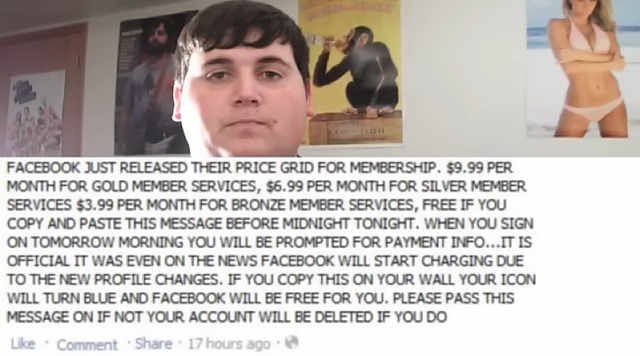 FACEBOOK JUST RELEASED THEIR PRICE GRID FOR MEMBERSHIP. $9.99 PER
MONTH FOR GOLD MEMBER SERVICES, $6.99 PER MONTH FOR SILVER MEMBER
SERVICES $3.99 PER MONTH FOR BRONZE MEMBER SERVICES, FREE IF YOU
COPY AND PASTE THIS MESSAGE BEFORE MIDNIGHT TONIGHT. WHEN YOU SIGN
ON TOMORROW MORNING YOU WILL BE PROMPTED FOR PAYMENT INFO...IT IS
OFFICIAL IT WAS EVEN ON THE NEWS FACEBOOK WILL START CHARGING DUE
TO THE NEW PROFILE CHANGES. IF YOU COPY THIS ON YOUR WALL YOUR ICON
WILL TURN BLUE AND FACEBOOK WILL BE FREE FOR YOU. PLEASE PASS THIS
MESSAGE ON IF NOT YOUR ACCOUNT WILL BE DELETED IF YOU DO
Like · Comment · Share · 17 hours ago ·